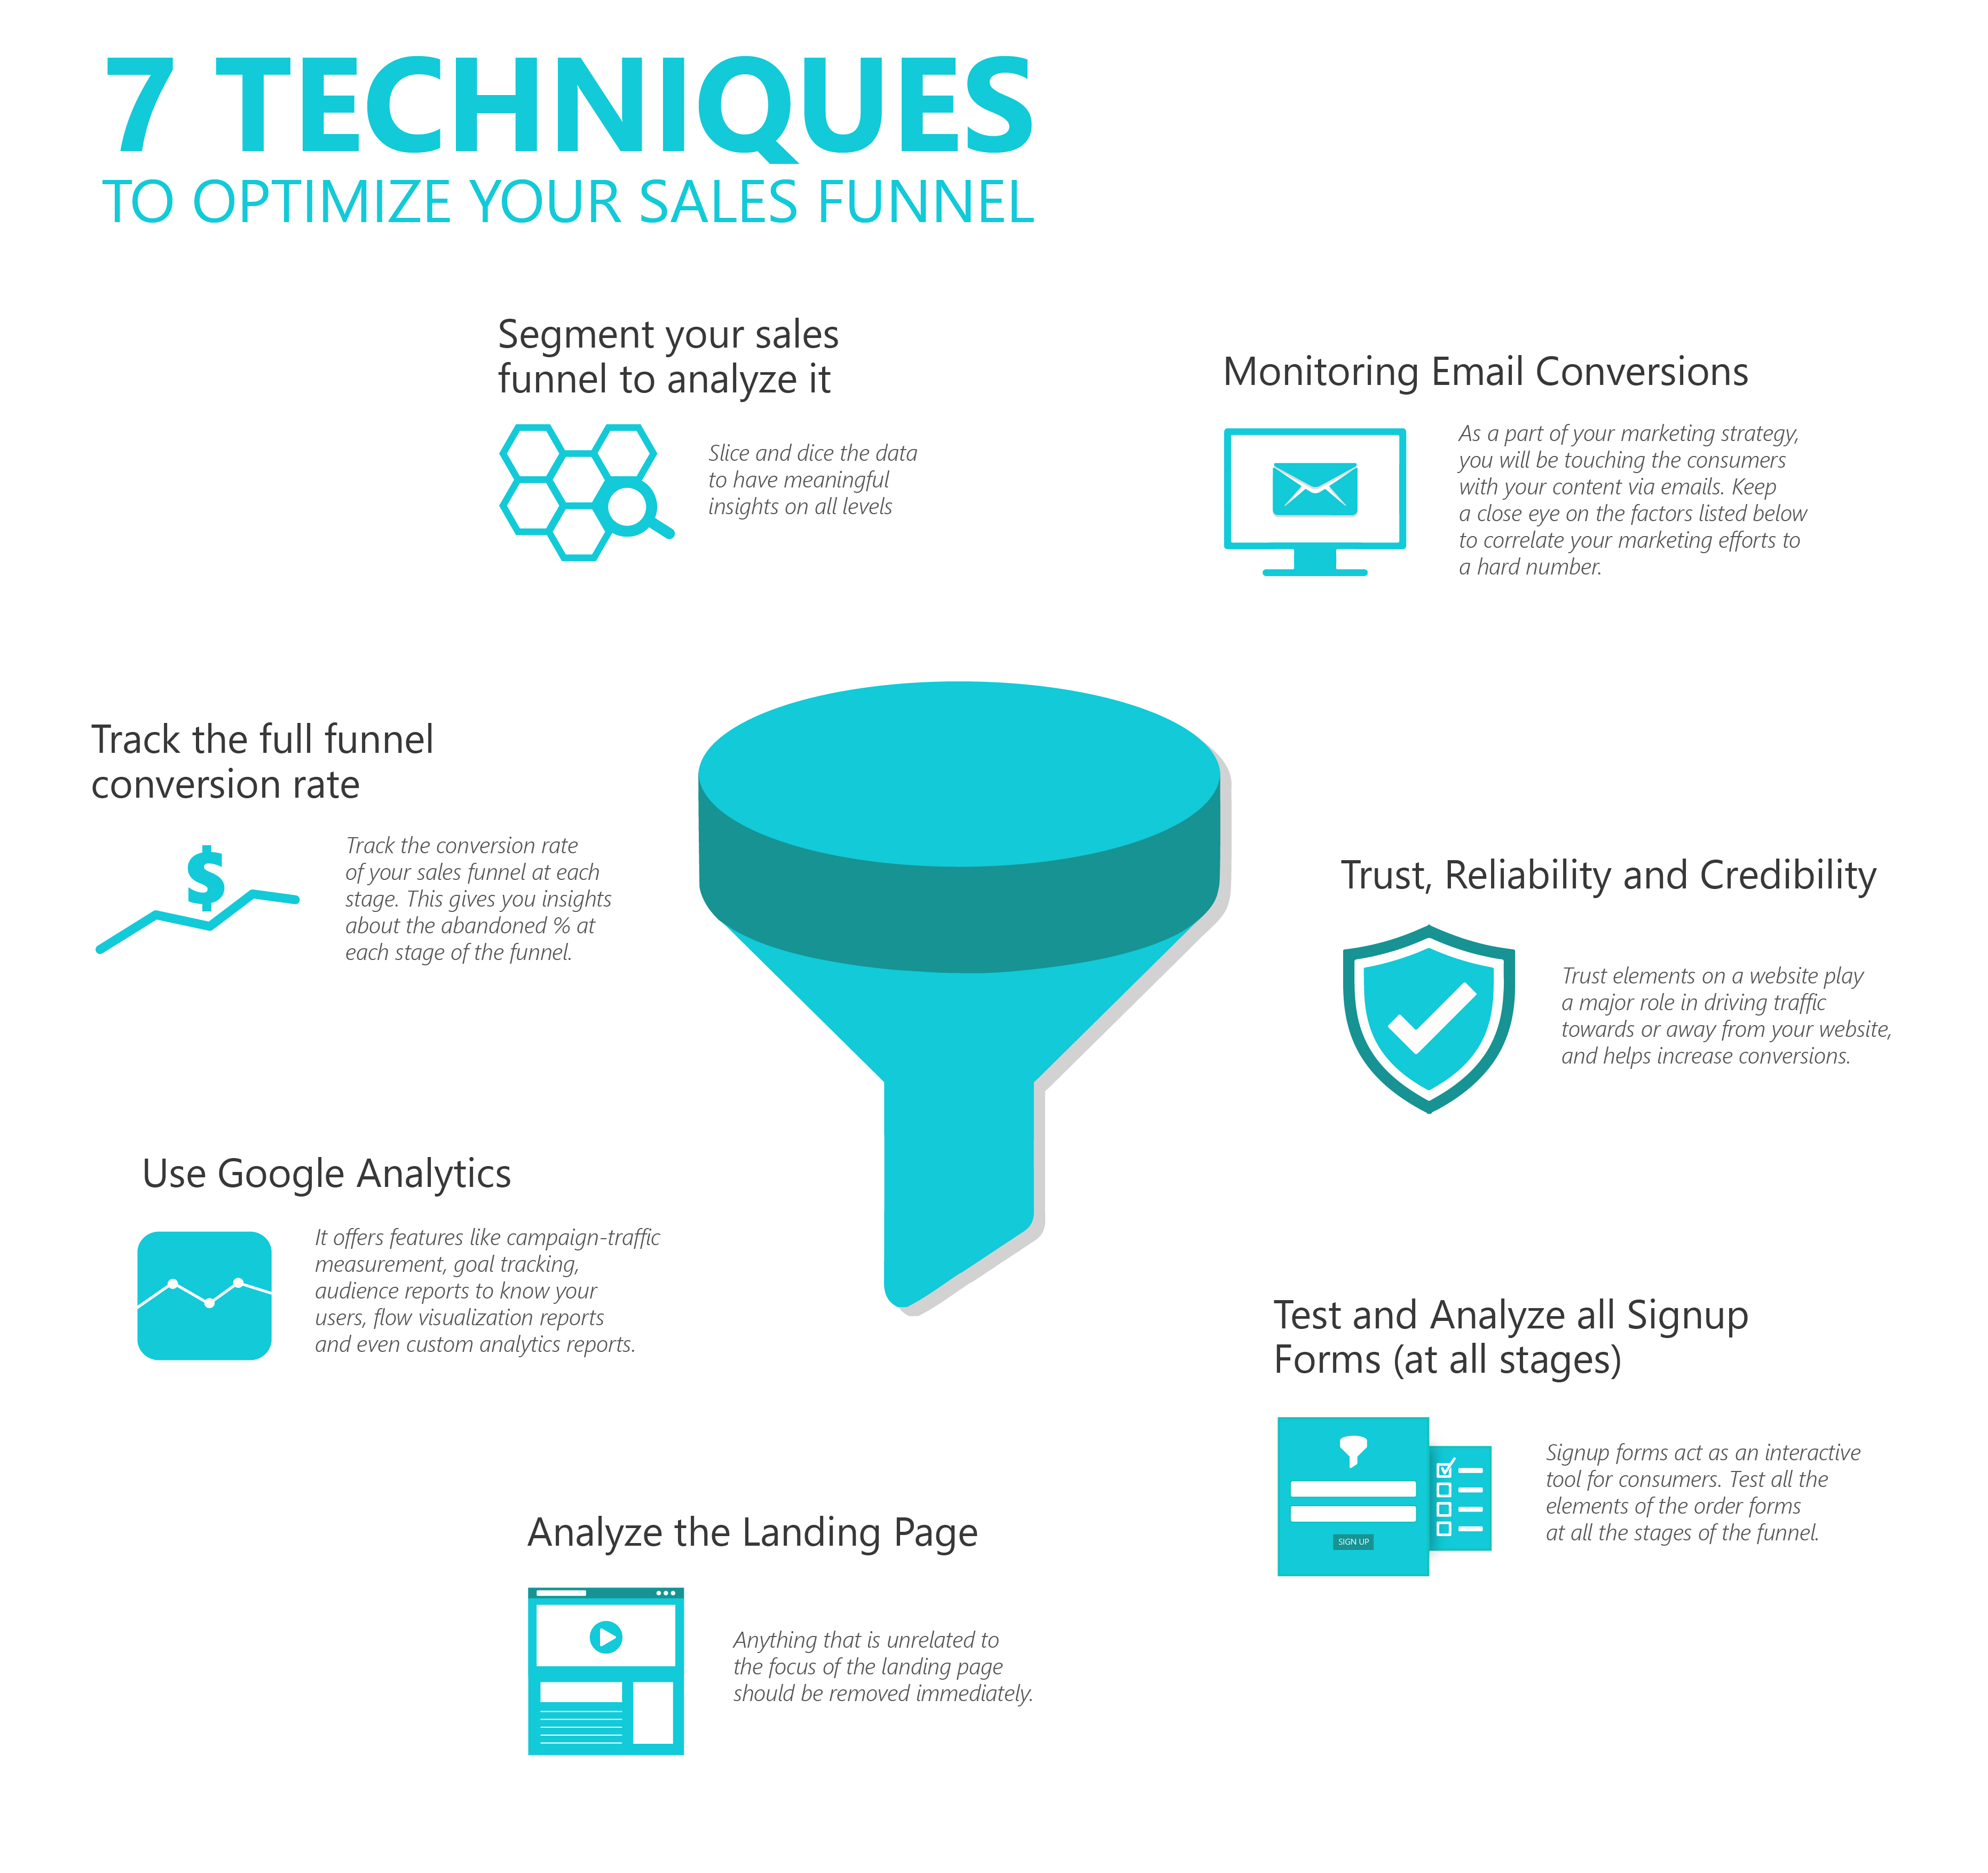 7 TECHNIQUES
TO OPTIMIZE YOUR SALES FUNNEL
Segment your sales
funnel to analyze it
Slice and dice the data
to have meaningful
insights on all levels
Monitoring Email Conversions
As a part of your marketing strategy,
you will be touching the consumers
with your content via emails. Keep
a close eye on the factors listed below
to correlate your marketing efforts to
a hard number.
Track the full funnel
conversion rate
$
Track the conversion rate
of your sales funnel at each
stage. This gives you insights
about the abandoned % at
each stage of the funnel.
Trust, Reliability and Credibility
Trust elements on a website play
a major role in driving traffic
towards or away from your website,
and helps increase conversions.
Use Google Analytics
It offers features like campaign-traffic
measurement, goal tracking,
audience reports to know your
users, flow visualization reports
and even custom analytics reports.
Test and Analyze all Signup
Forms (at all stages)
SIGN UP
Signup forms act as an interactive
tool for consumers. Test all the
elements of the order forms
at all the stages of the funnel.
Analyze the Landing Page
Anything that is unrelated to
the focus of the landing page
should be removed immediately.